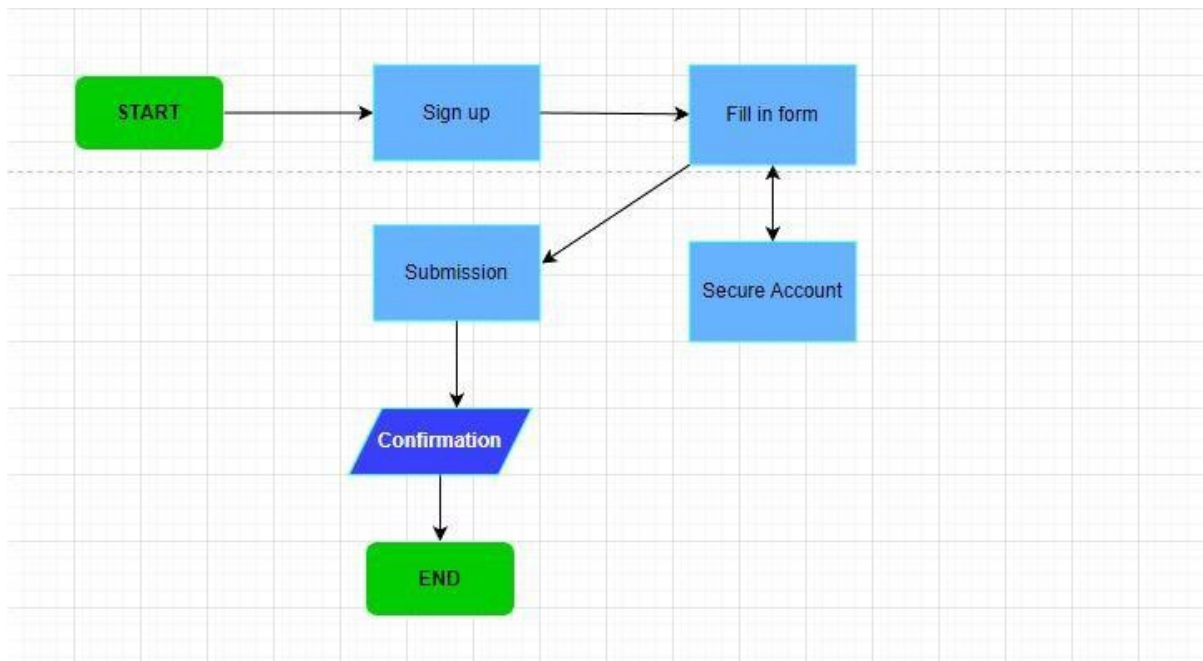 START
Sign up
Fill in form
Submission
Secure Account
Confirmation
END